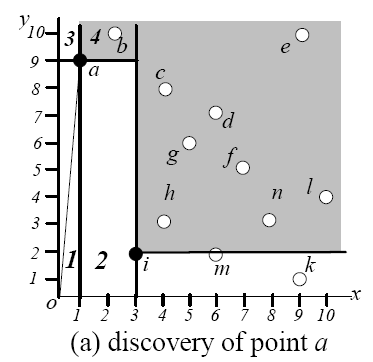 y
10 3 4 b e
9 a
8 c
7 d
6 g
5 f
4 l
3 h n
2 i m
1 1 2 k
o 1 2 3 4 5 6 7 8 9 10 x
(a) discovery of point a